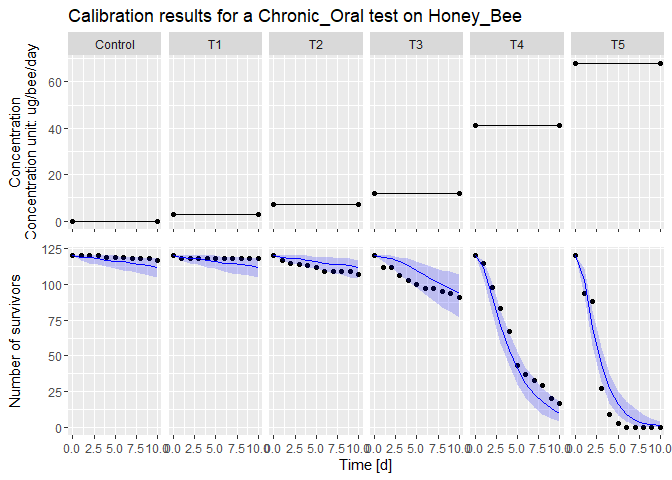 Calibration results for a Chronic_Oral test on Honey_Bee
Control T1 T2 T3 T4 T5
Concentration
Concentration unit: ug/bee/day
60
40
20
0
Number of survivors
125
100
75
50
25
0
0.0 2.5 5.0 7.5 10.0 0.0 2.5 5.0 7.5 10.0 0.0 2.5 5.0 7.5 10.0 0.0 2.5 5.0 7.5 10.0 0.0 2.5 5.0 7.5 10.0 0.0 2.5 5.0 7.5 10.0
Time [d]